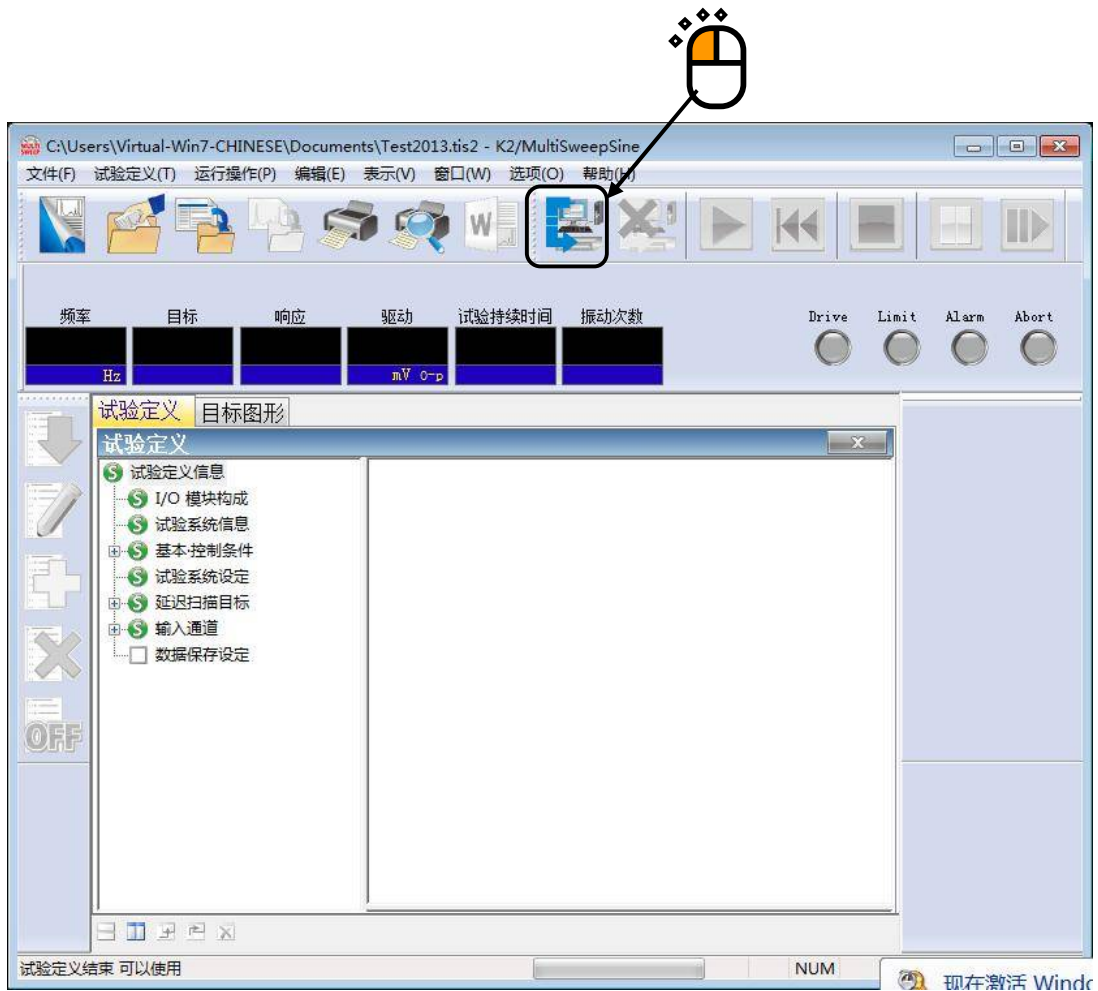 C:\Users\Virtual-Win7-CHINESE\Documents\Test2013.tis2 - K2/MultiSweepSine
文件(F) 试验定义(T) 运行操作(P) 编辑(E) 表示(V) 窗口(W) 选项(O) 帮助(H)
W
频率 目标 响应 驱动 试验持续时间 振动次数 Drive Limit Alarm Abort
Hz mV 0-p
试验定义 目标图形
试验定义
试验定义信息
I/O 模块构成
试验系统信息
基本·控制条件
试验系统设定
延迟扫描目标
输入通道
数据保存设定
OFF
试验定义结束 可以使用 NUM
现在激活 Windo